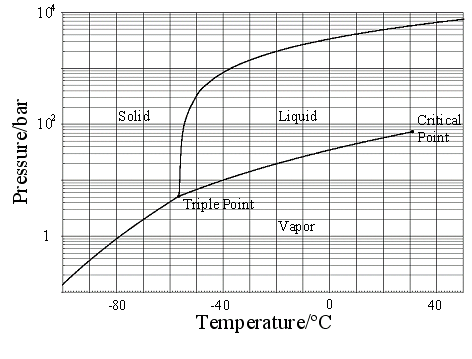 10⁴
Pressure/bar
Solid
Liquid
10²
Critical
Point
Triple Point
Vapor
1
-80
-40
0
40
Temperature/°C